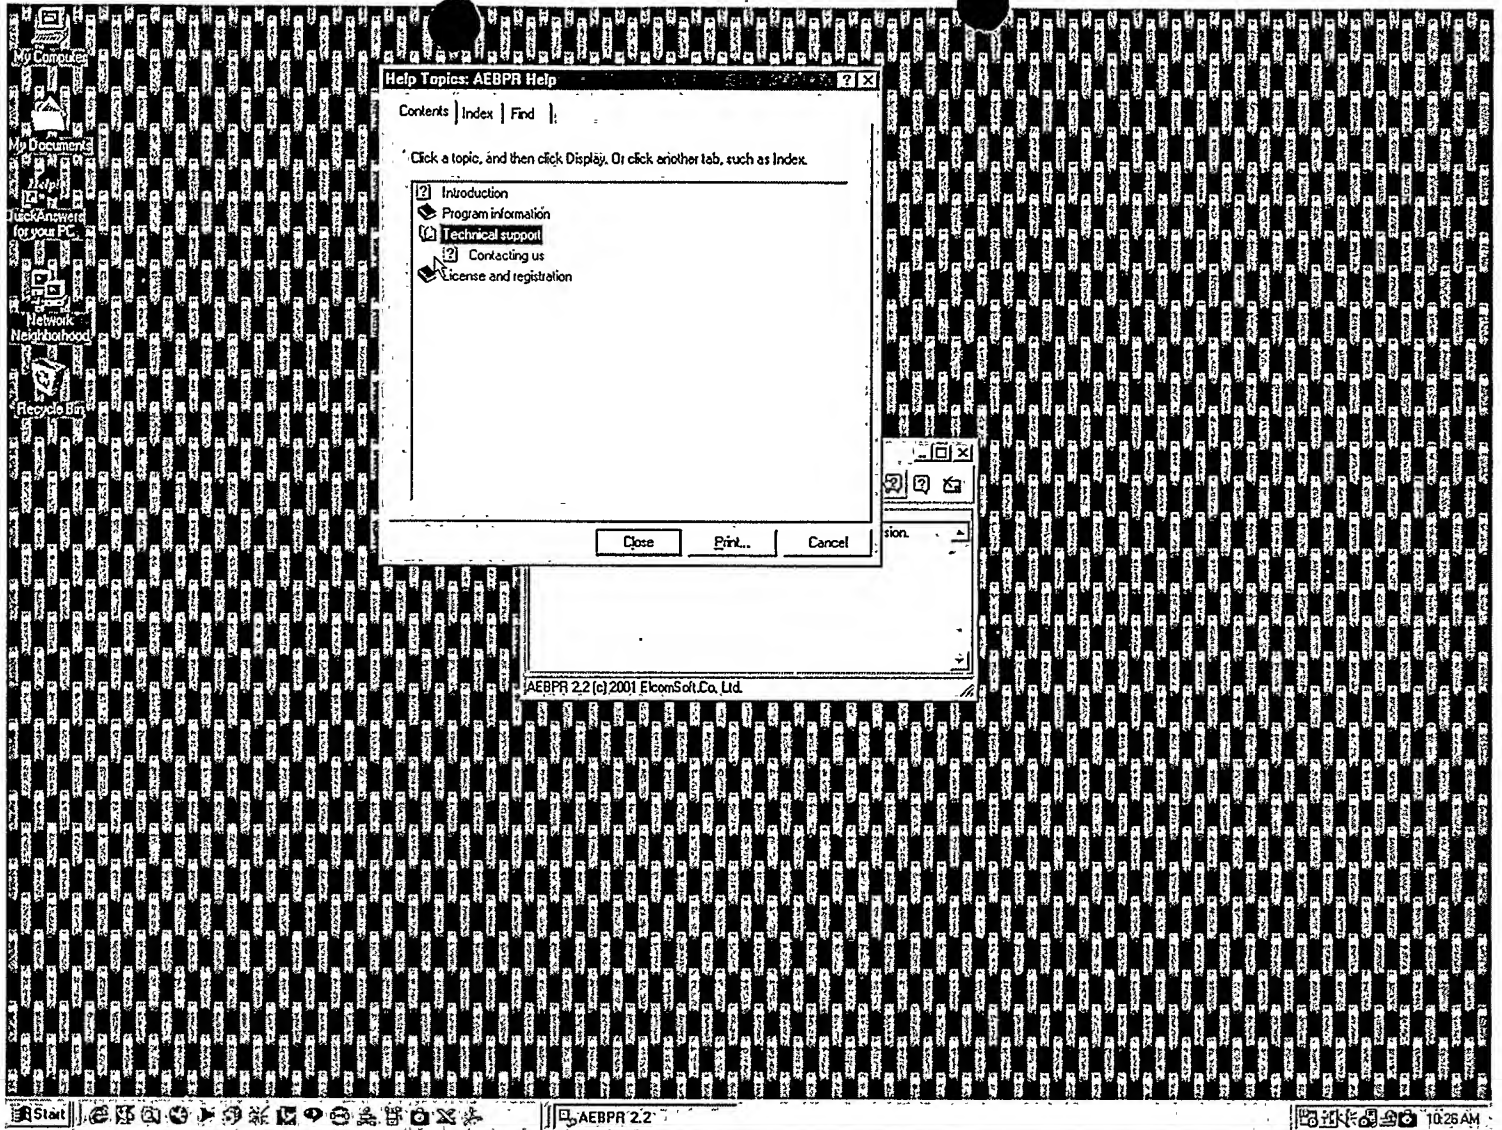 My Computer
My Documents
Help!
QuickAnswers
for your PC
Network
Neighborhood
Recycle Bin
Help Topics: AEBPR Help
Contents
Index
Find
Click a topic, and then click Display. Or click another tab, such as Index.
Introduction
Program information
Technical support
Contacting us
License and registration
Close
Print...
Cancel
sion.
AEBPR 2.2 (c) 2001 ElcomSoft Co. Ltd.
Start
AEBPR 2.2
10:26 AM